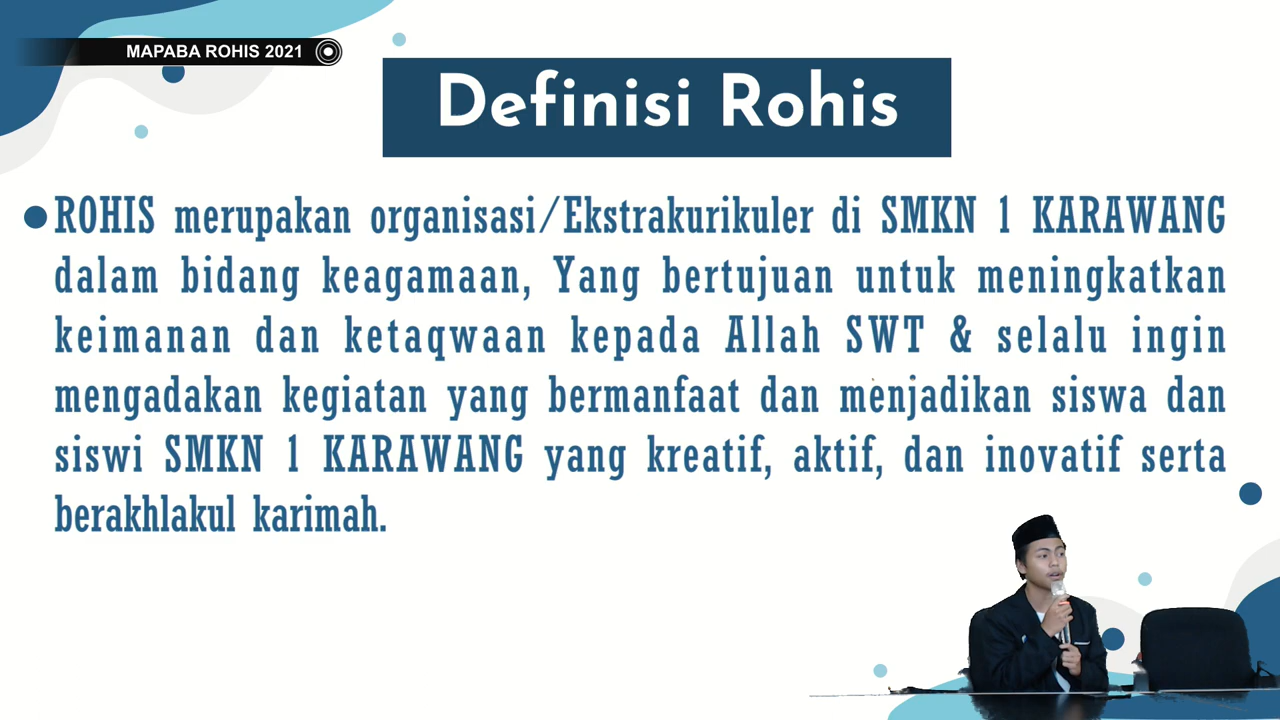 MAPABA ROHIS 2021
Definisi Rohis
ROHIS merupakan organisasi/Ekstrakurikuler di SMKN 1 KARAWANG
dalam bidang keagamaan, Yang bertujuan untuk meningkatkan
keimanan dan ketaqwaan kepada Allah SWT & selalu ingin
mengadakan kegiatan yang bermanfaat dan menjadikan siswa dan
siswi SMKN 1 KARAWANG yang kreatif, aktif, dan inovatif serta
berakhlakul karimah.